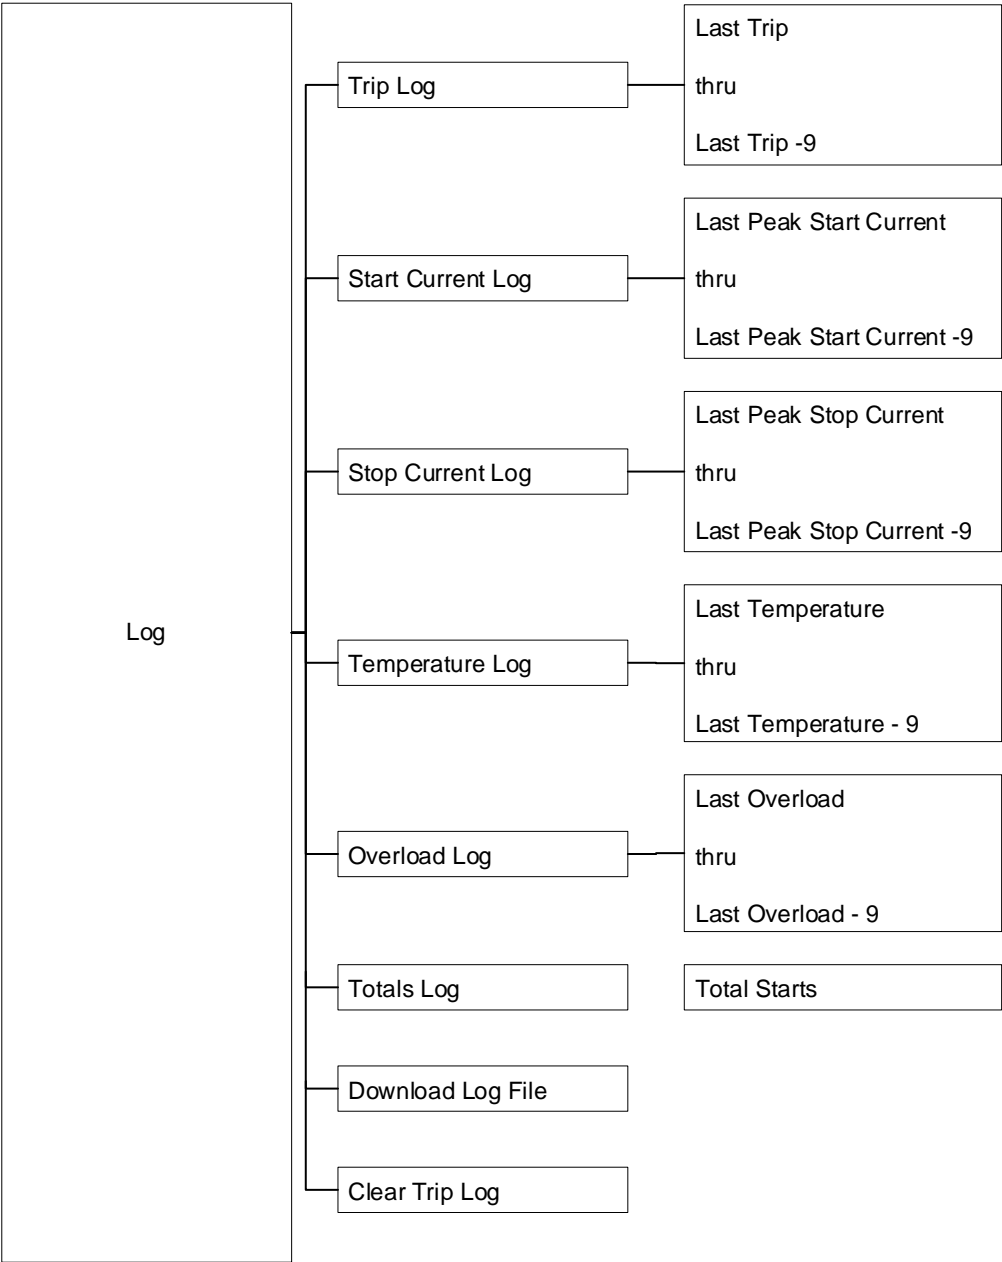 Log
Trip Log
Last Trip
thru
Last Trip -9
Start Current Log
Last Peak Start Current
thru
Last Peak Start Current -9
Stop Current Log
Last Peak Stop Current
thru
Last Peak Stop Current -9
Temperature Log
Last Temperature
thru
Last Temperature - 9
Overload Log
Last Overload
thru
Last Overload - 9
Totals Log
Total Starts
Download Log File
Clear Trip Log